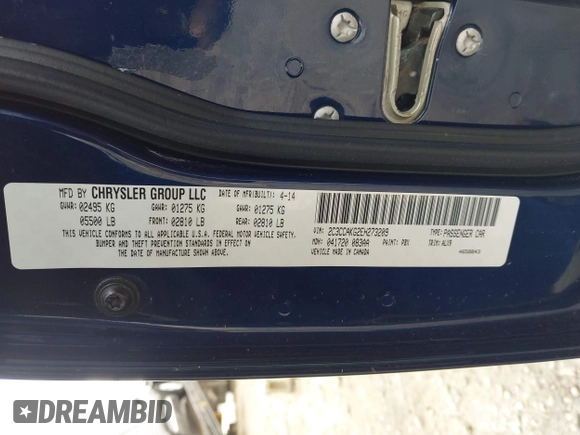 MFD BY CHRYSLER GROUP LLC DATE OF MFR(BUILT): 4-14
GVWR: 02495 KG GAWR: 01275 KG GAWR: 01275 KG
05500 LB FRONT: 02810 LB REAR: 02810 LB
THIS VEHICLE CONFORMS TO ALL APPLICABLE U.S.A. FEDERAL MOTOR VEHICLE SAFETY,
BUMPER AND THEFT PREVENTION STANDARDS IN EFFECT ON
THE DATE OF MANUFACTURE SHOWN ABOVE.
VIN: 2C3CCAKG2EH273209 TYPE: PASSENGER CAR
MDH: 041720 0830A PAINT: PBX TRIM: ALX9
VEHICLE MADE IN CANADA
DREAMBID